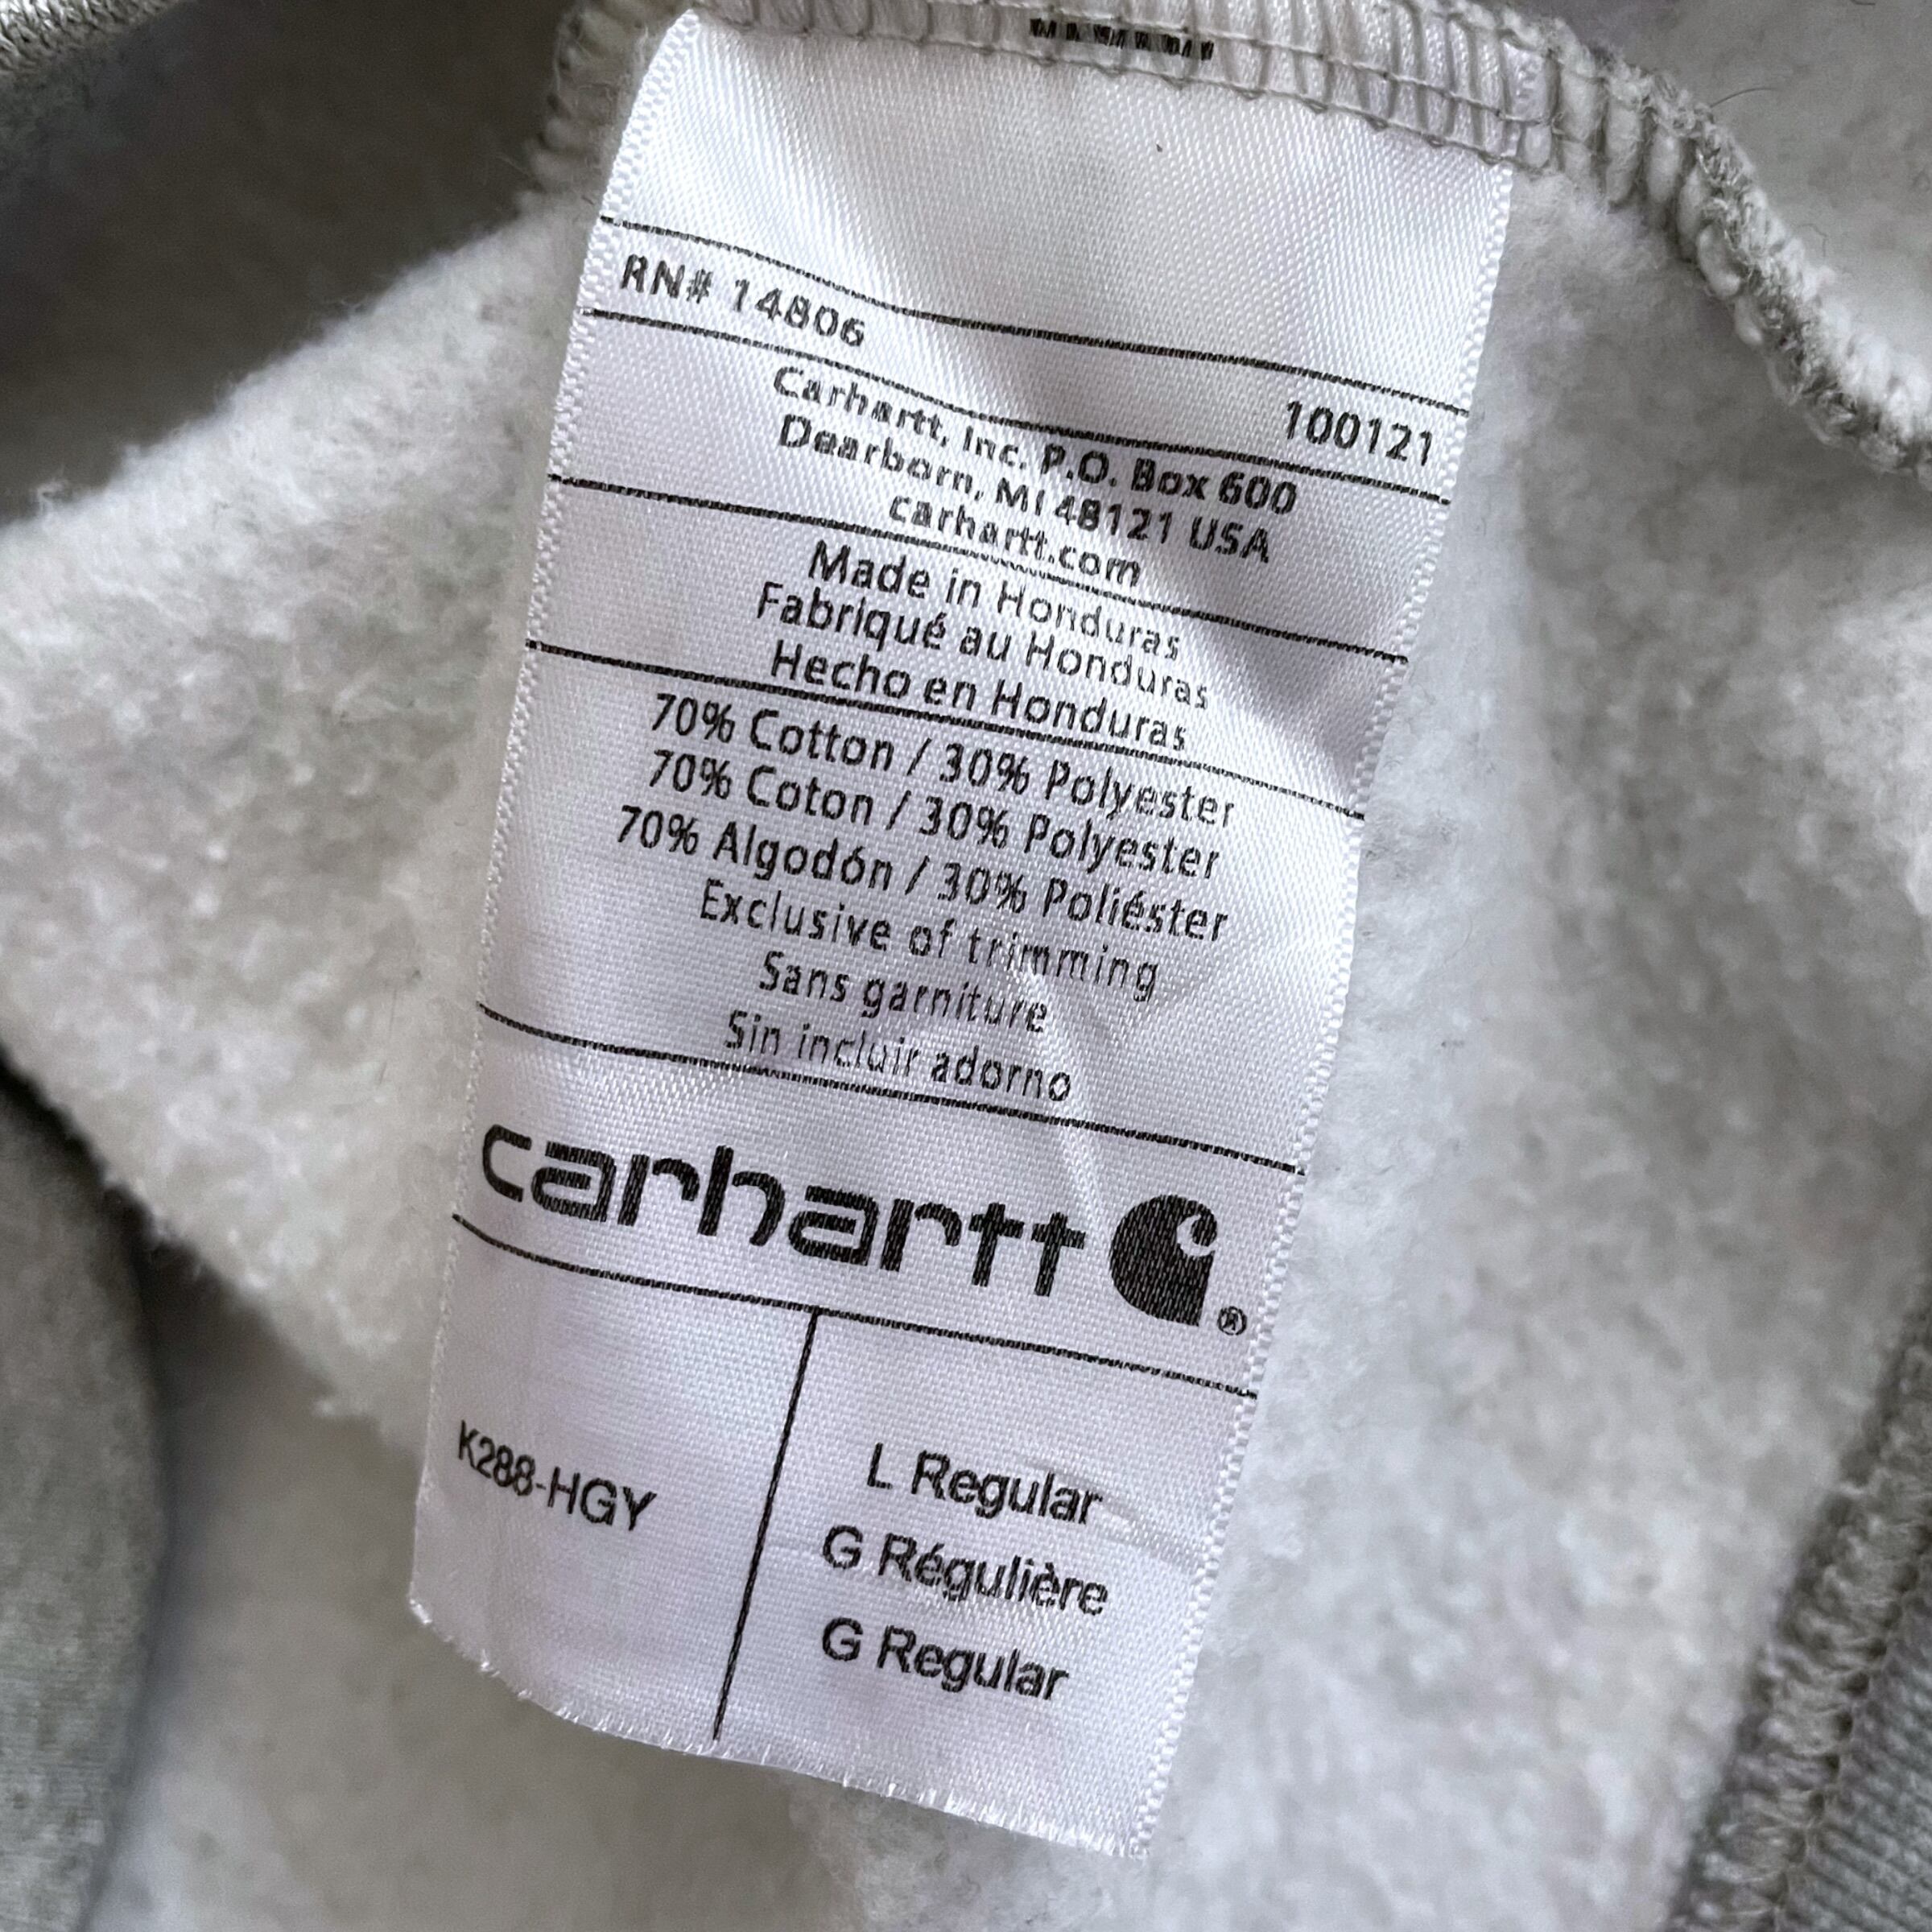 RN# 14806 100121
Carhartt, Inc. P.O. Box 600
Dearborn, MI 48121 USA
carhartt.com
Made in Honduras
Fabriqué au Honduras
Hecho en Honduras
70% Cotton / 30% Polyester
70% Coton / 30% Polyester
70% Algodón / 30% Poliéster
Exclusive of trimming
Sans garniture
Sin incluir adorno
carhartt ®
K288-HGY
L Regular
G Régulière
G Regular